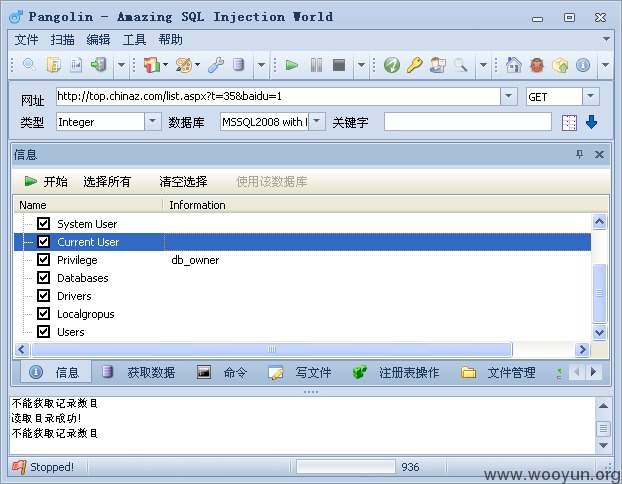 Pangolin - Amazing SQL Injection World
文件 扫描 编辑 工具 帮助
网址 http://top.chinaz.com/list.aspx?t=35&baidu=1 GET
类型 Integer 数据库 MSSQL2008 with 关键字
信息
开始 选择所有 清空选择 使用该数据库
Name Information
System User
Current User
Privilege db_owner
Databases
Drivers
Localgropus
Users
信息 获取数据 命令 写文件 注册表操作 文件管理
不能获取记录数目
读取目录成功!
不能获取记录数目
Stopped! 936
www.wooyun.org